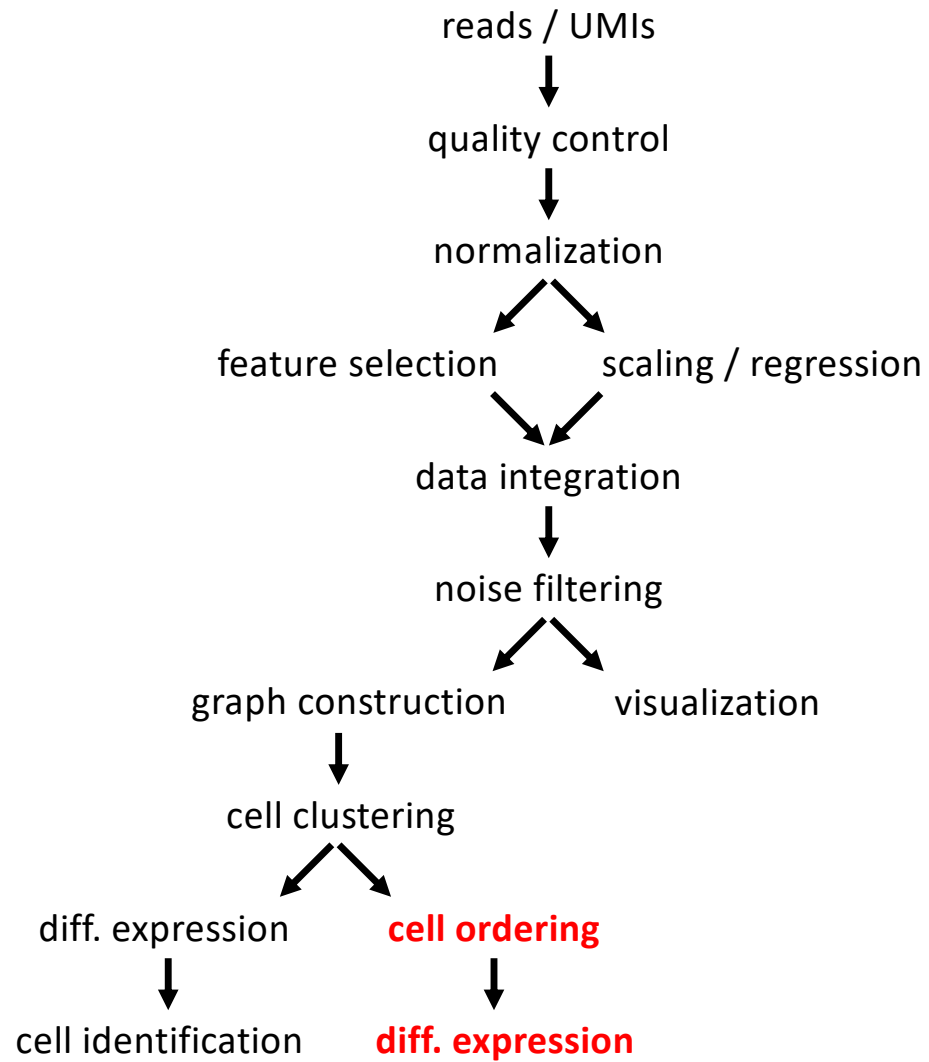 reads / UMIs
quality control
normalization
feature selection
scaling / regression
data integration
noise filtering
graph construction
visualization
cell clustering
diff. expression
cell ordering
cell identification
diff. expression